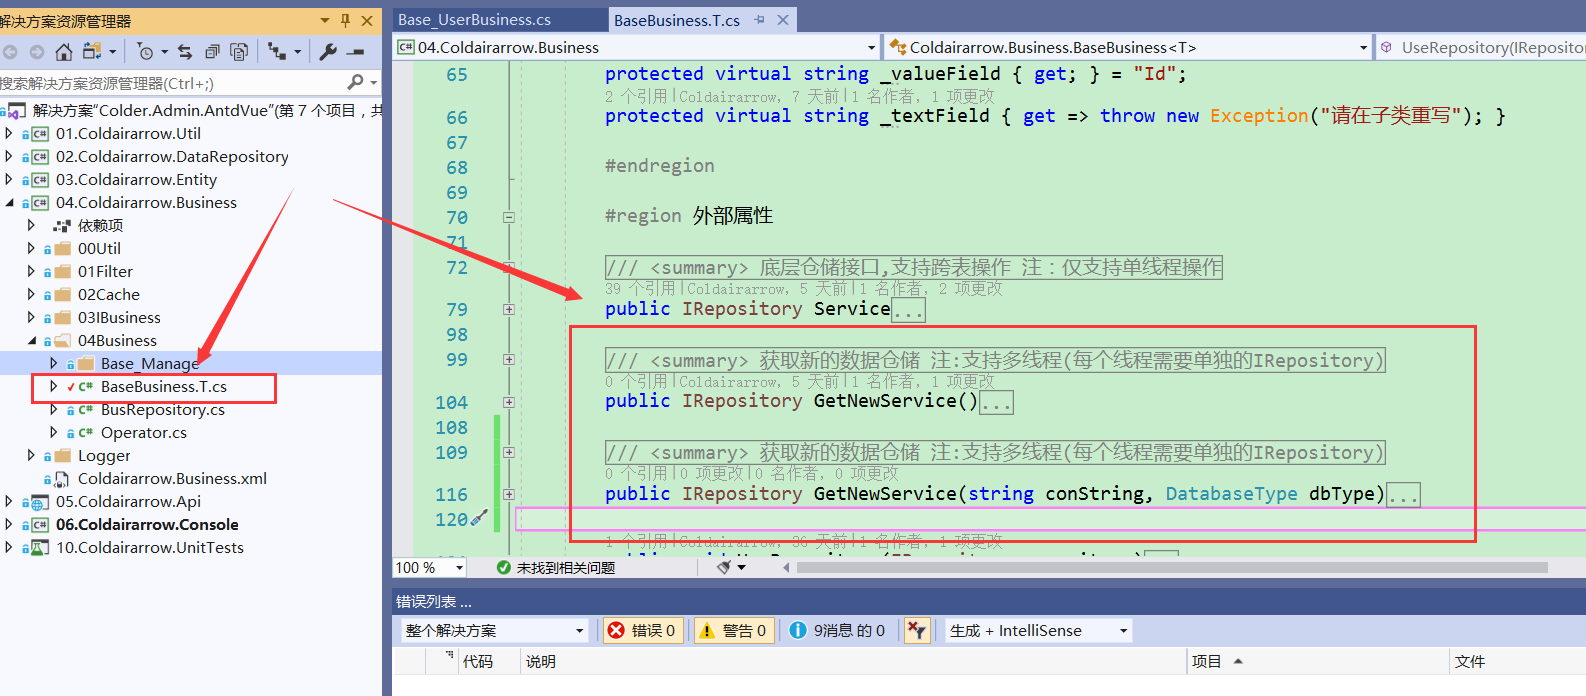 解决方案资源管理器
搜索解决方案资源管理器(Ctrl+;)
解决方案"Colder.Admin.AntdVue"(第 7 个项目，共
01.Coldairarrow.Util
02.Coldairarrow.DataRepository
03.Coldairarrow.Entity
04.Coldairarrow.Business
依赖项
00Util
01Filter
02Cache
03IBusiness
04Business
Base_Manage
BaseBusiness.T.cs
BusRepository.cs
Operator.cs
Logger
Coldairarrow.Business.xml
05.Coldairarrow.Api
06.Coldairarrow.Console
10.Coldairarrow.UnitTests
Base_UserBusiness.cs
BaseBusiness.T.cs
04.Coldairarrow.Business
Coldairarrow.Business.BaseBusiness<T>
UseRepository(IRepositor
65 protected virtual string _valueField { get; } = "Id";
2 个引用|Coldairarrow, 7 天前|1 名作者, 1 项更改
66 protected virtual string _textField { get => throw new Exception("请在子类重写"); }
67
68 #endregion
69
70 #region 外部属性
71
72 /// <summary> 底层仓储接口,支持跨表操作 注：仅支持单线程操作
39 个引用|Coldairarrow, 5 天前|1 名作者, 2 项更改
79 public IRepository Service...
98
99 /// <summary> 获取新的数据仓储 注:支持多线程(每个线程需要单独的IRepository)
0 个引用|Coldairarrow, 5 天前|1 名作者, 1 项更改
104 public IRepository GetNewService()...
108
109 /// <summary> 获取新的数据仓储 注:支持多线程(每个线程需要单独的IRepository)
0 个引用|0 项更改|0 名作者, 0 项更改
116 public IRepository GetNewService(string conString, DatabaseType dbType)...
120
1 个引用|Coldairarrow, 36 天前|1 名作者, 1 项更改
100 %
未找到相关问题
错误列表 ...
整个解决方案
错误 0
警告 0
9消息 的 0
生成 + IntelliSense
代码
说明
项目
文件